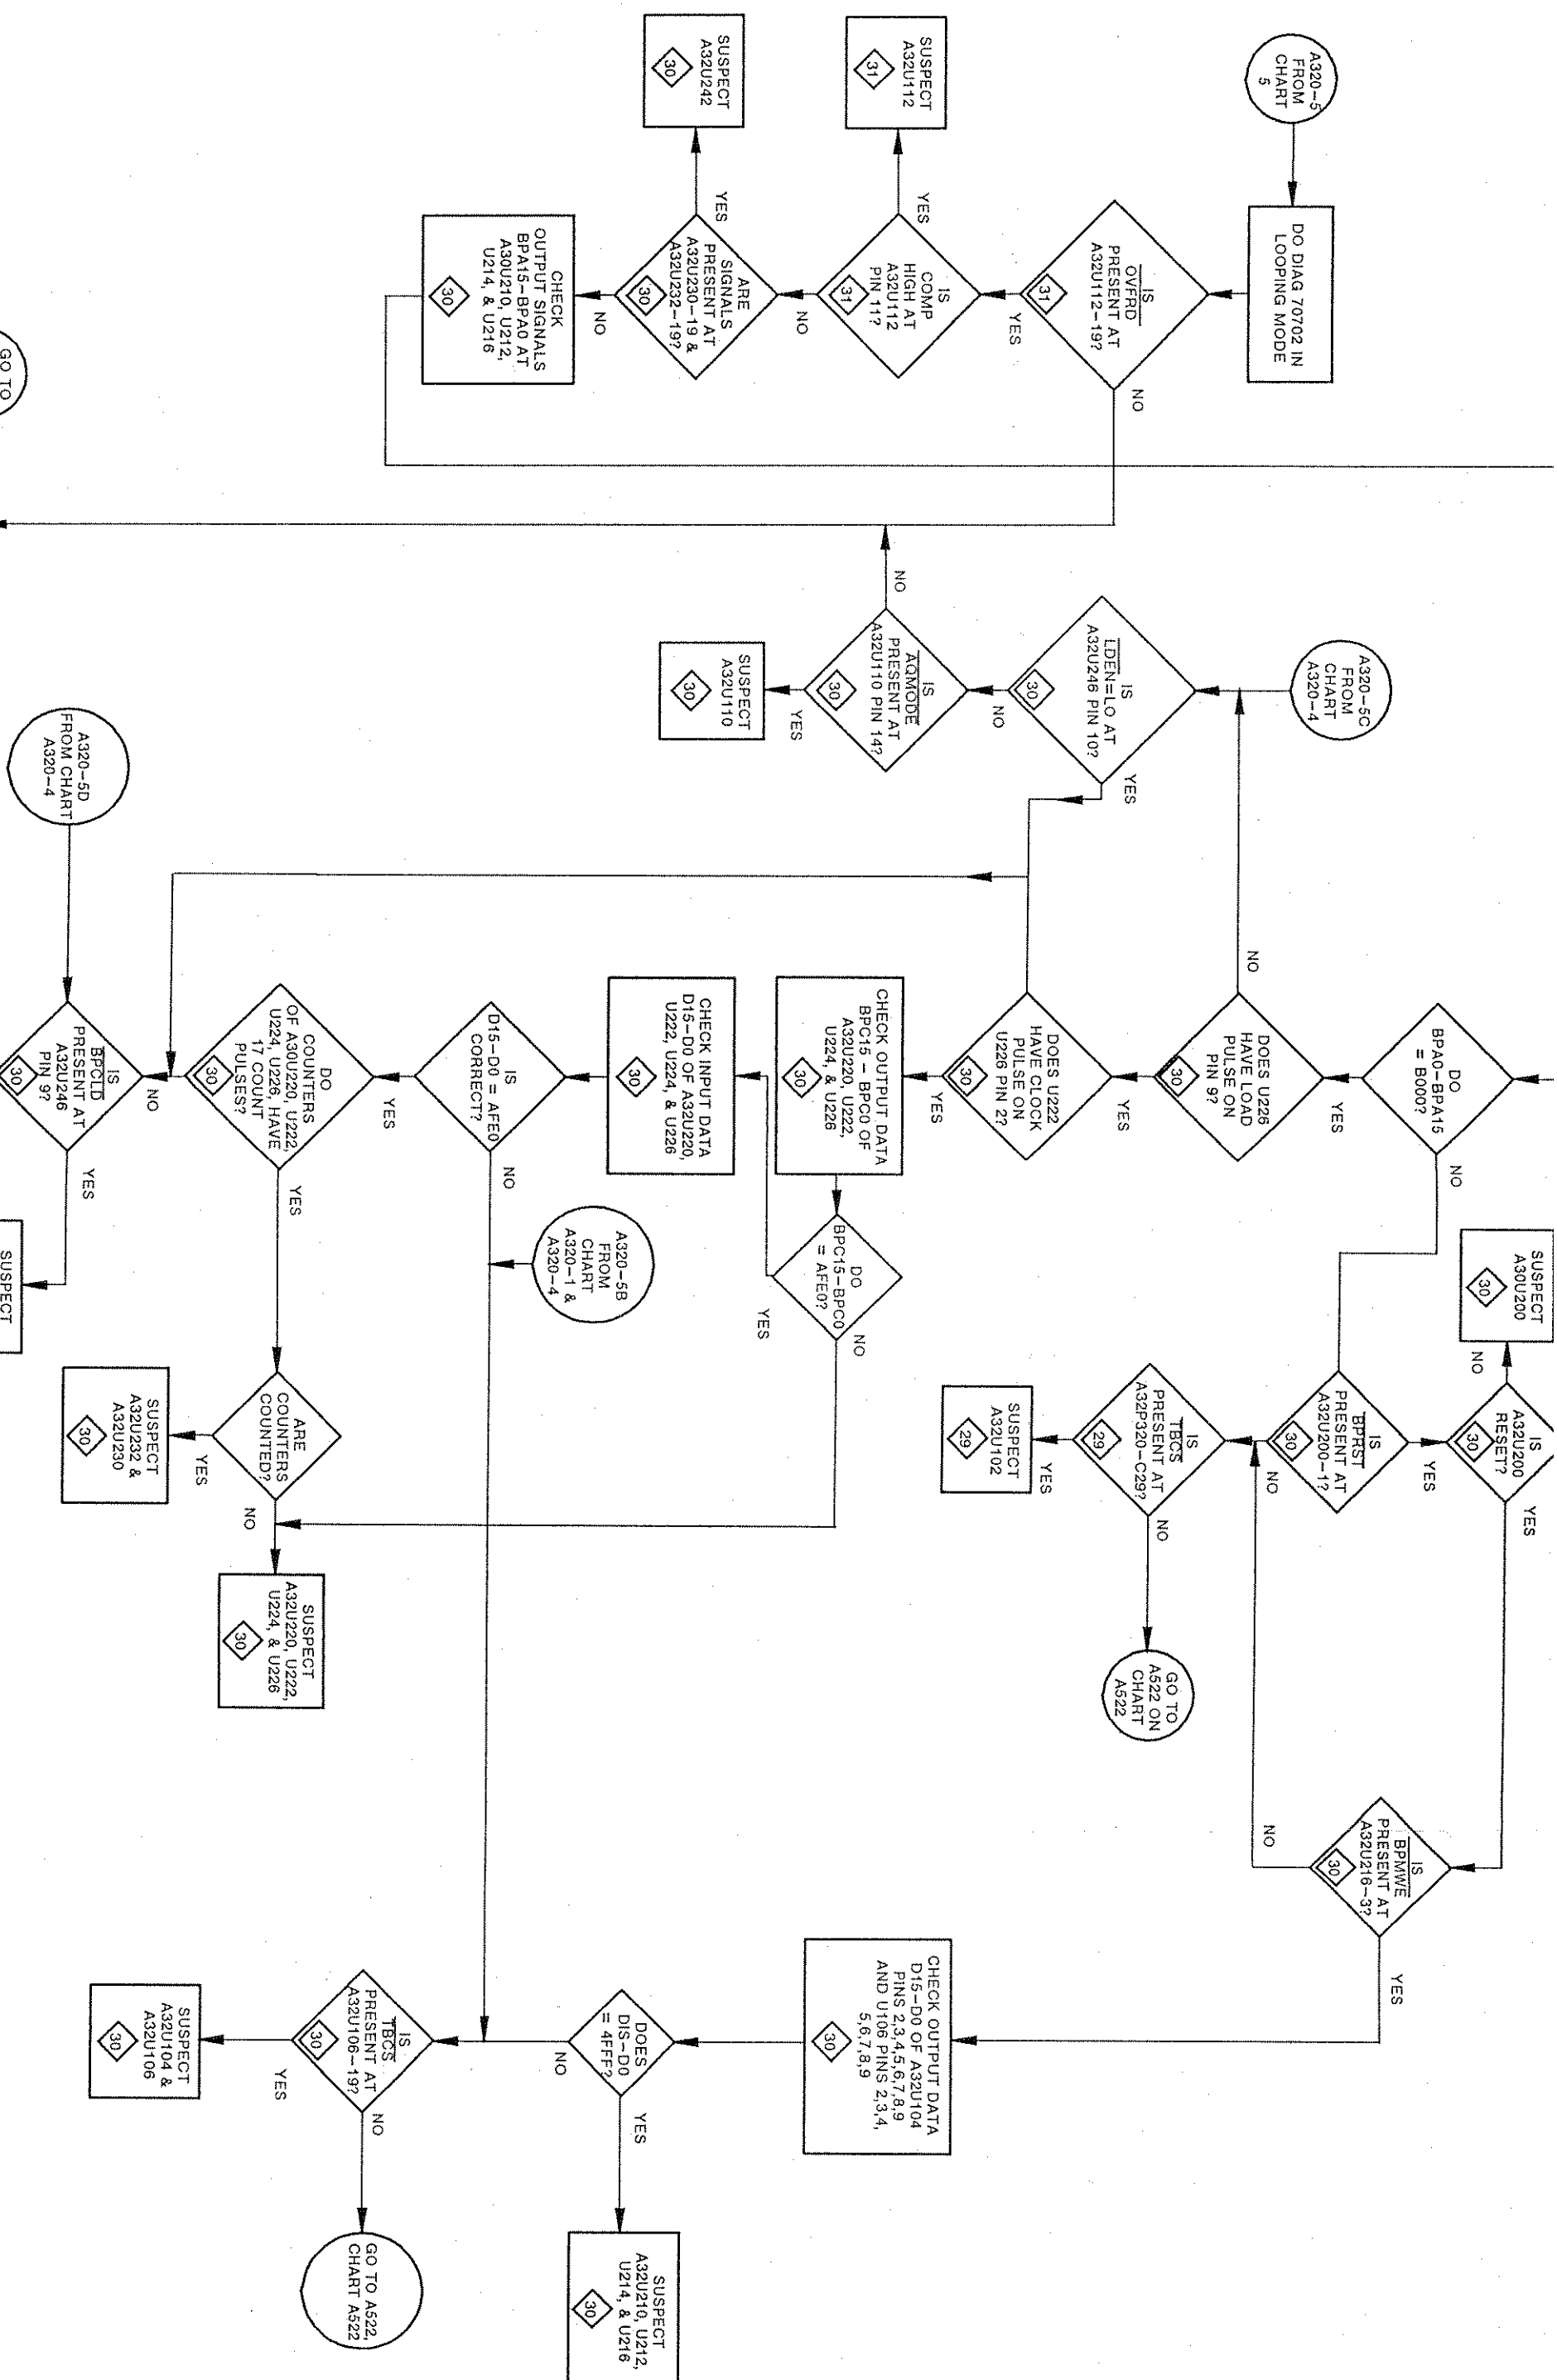 A320-5
FROM
CHART
5
DO DIAG 70702 IN
LOOPING MODE
IS
OVFRD
PRESENT AT
A32U112-19?
31
NO
YES
IS
COMP
HIGH AT
A32U112
PIN 11?
31
YES
SUSPECT
A32U112
31
NO
ARE
SIGNALS
PRESENT AT
A32U230-19 &
A32U232-19?
30
YES
SUSPECT
A32U242
30
NO
CHECK
OUTPUT SIGNALS
BPA15-BPA0 AT
A30U210, U212,
U214, & U216
30
GO TO
A320-5C
FROM
CHART
A320-4
IS
LDEN=LO AT
A32U246 PIN 10?
30
YES
NO
IS
AQMODE
PRESENT AT
A32U110 PIN 14?
30
NO
YES
SUSPECT
A32U110
30
A320-5D
FROM CHART
A320-4
DO
BPA0-BPA15
= B000?
NO
YES
DOES U226
HAVE LOAD
PULSE ON
PIN 9?
30
NO
YES
DOES U222
HAVE CLOCK
PULSE ON
U226 PIN 2?
30
YES
CHECK OUTPUT DATA
BPC15 - BPC0 OF
A32U220, U222,
U224, & U226
30
DO
BPC15-BPC0
= AFE0?
NO
YES
CHECK INPUT DATA
D15-D0 OF A32U220,
U222, U224, & U226
30
IS
D15-D0 = AFE0
CORRECT?
NO
YES
A320-5B
FROM
CHART
A320-1 &
A320-4
DO
COUNTERS
OF A30U220, U222,
U224, U226, HAVE
17 COUNT
PULSES?
30
YES
NO
IS
BPCLD
PRESENT AT
A32U246
PIN 9?
30
YES
SUSPECT
ARE
COUNTERS
COUNTED?
YES
NO
SUSPECT
A32U232 &
A32U230
30
SUSPECT
A32U220, U222,
U224, & U226
30
SUSPECT
A30U200
30
NO
IS
A32U200
RESET?
30
YES
IS
BPRST
PRESENT AT
A32U200-1?
30
YES
NO
IS
TBCS
PRESENT AT
A32P320-C29?
29
YES
NO
SUSPECT
A32U102
29
GO TO
A522 ON
CHART
A522
IS
BPMWE
PRESENT AT
A32U216-3?
30
NO
YES
CHECK OUTPUT DATA
D15-D0 OF A32U104
PINS 2,3,4,5,6,7,8,9
AND U106 PINS 2,3,4,
5,6,7,8,9
30
DOES
DIS-D0
= 4FFF?
NO
YES
SUSPECT
A32U210, U212,
U214, & U216
30
IS
TBCS
PRESENT AT
A32U106-19?
30
YES
NO
SUSPECT
A32U104 &
A32U106
30
GO TO A522,
CHART A522